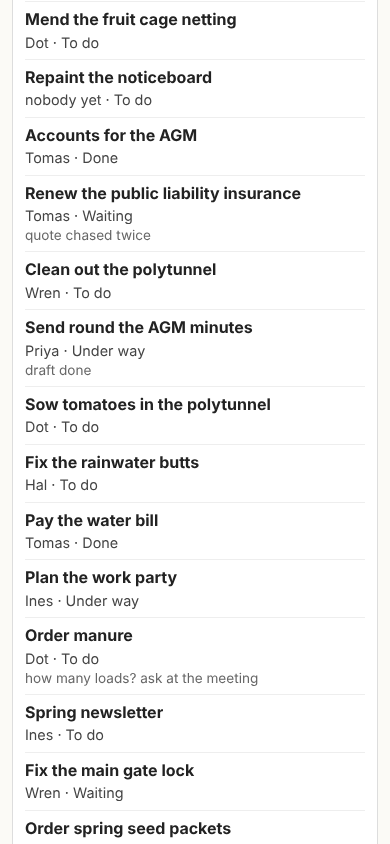 Mend the fruit cage netting
Dot · To do
Repaint the noticeboard
nobody yet · To do
Accounts for the AGM
Tomas · Done
Renew the public liability insurance
Tomas · Waiting
quote chased twice
Clean out the polytunnel
Wren · To do
Send round the AGM minutes
Priya · Under way
draft done
Sow tomatoes in the polytunnel
Dot · To do
Fix the rainwater butts
Hal · To do
Pay the water bill
Tomas · Done
Plan the work party
Ines · Under way
Order manure
Dot · To do
how many loads? ask at the meeting
Spring newsletter
Ines · To do
Fix the main gate lock
Wren · Waiting
Order spring seed packets